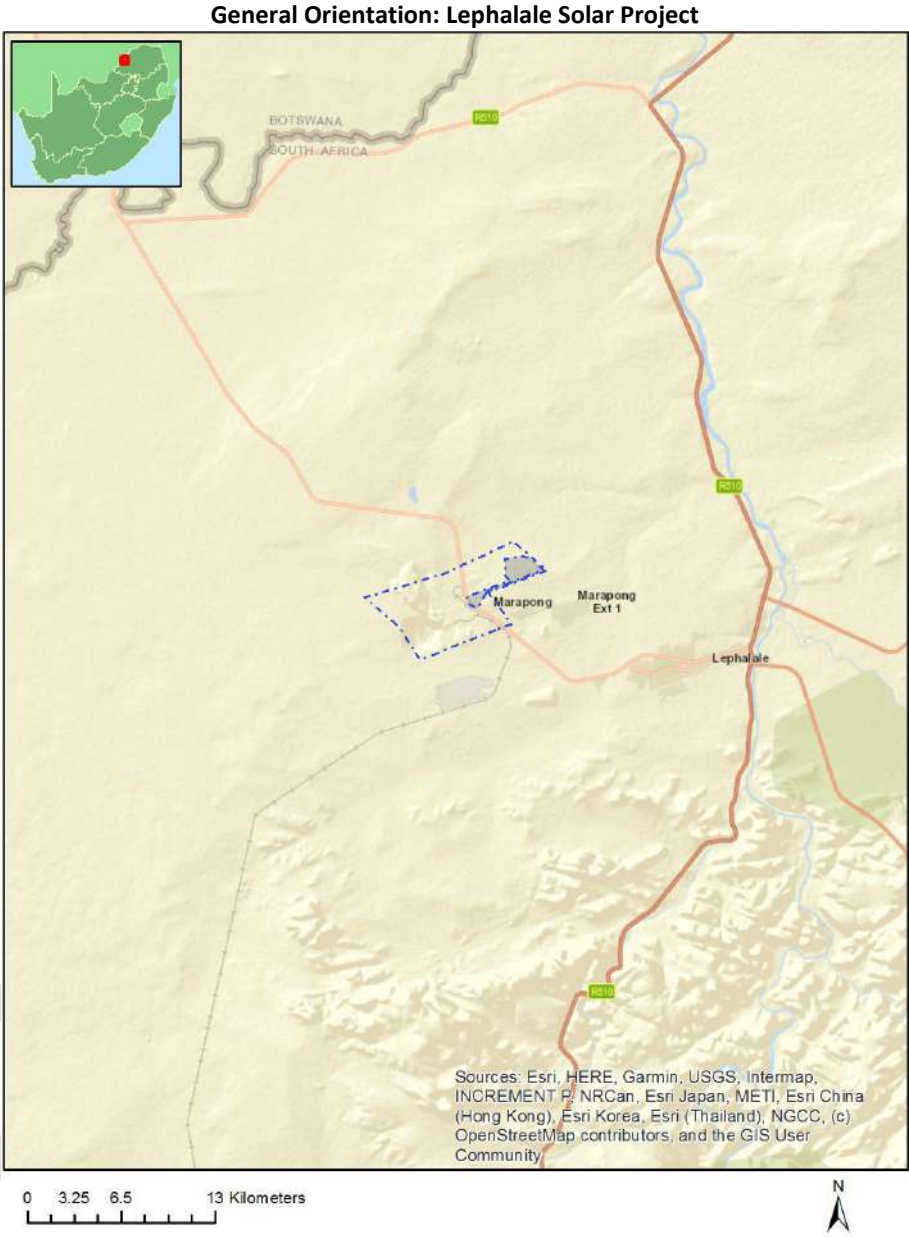 General Orientation: Lephalale Solar Project
BOTSWANA
SOUTH AFRICA
R510
R510
Marapong
Marapong
Ext 1
Lephalale
R510
Sources: Esri, HERE, Garmin, USGS, Intermap,
INCREMENT P, NRCan, Esri Japan, METI, Esri China
(Hong Kong), Esri Korea, Esri (Thailand), NGCC, (c)
OpenStreetMap contributors, and the GIS User
Community
0 3.25 6.5 13 Kilometers
N